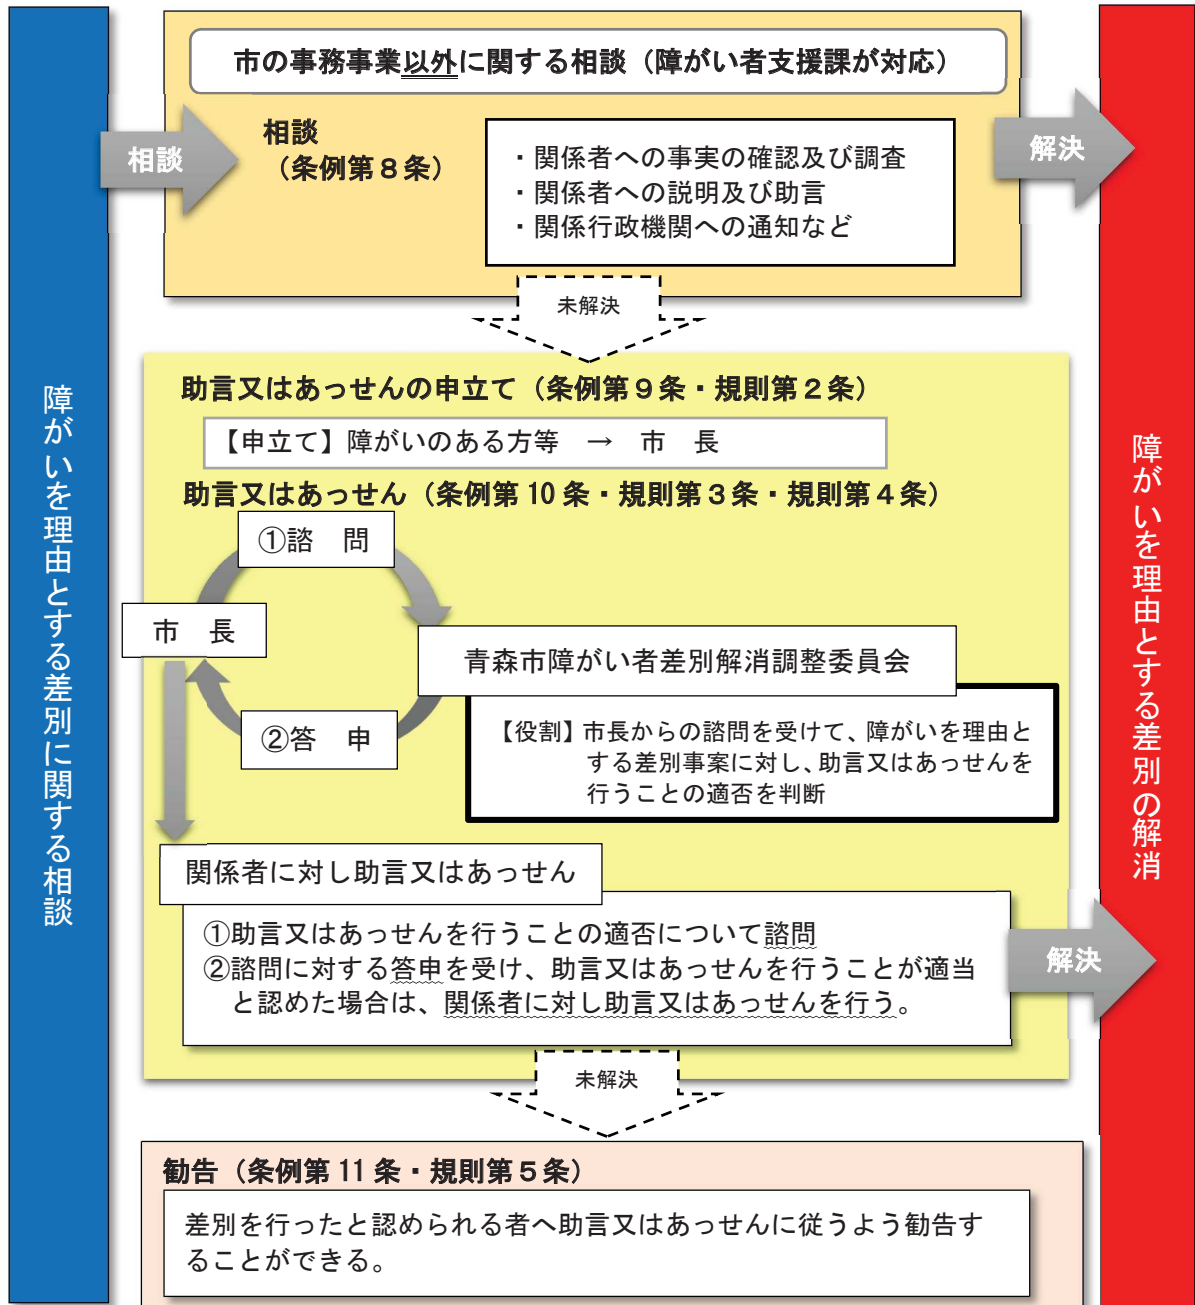 障がいを理由とする差別に関する相談
市の事務事業以外に関する相談（障がい者支援課が対応）
相談
相談
（条例第８条）
・関係者への事実の確認及び調査
・関係者への説明及び助言
・関係行政機関への通知など
解決
未解決
助言又はあっせんの申立て（条例第９条・規則第２条）
【申立て】障がいのある方等　→　市　長
助言又はあっせん（条例第 10 条・規則第３条・規則第４条）
①諮　問
市　長
青森市障がい者差別解消調整委員会
②答　申
【役割】市長からの諮問を受けて、障がいを理由と
する差別事案に対し、助言又はあっせんを
行うことの適否を判断
関係者に対し助言又はあっせん
①助言又はあっせんを行うことの適否について諮問
②諮問に対する答申を受け、助言又はあっせんを行うことが適当
と認めた場合は、関係者に対し助言又はあっせんを行う。
解決
未解決
勧告（条例第 11 条・規則第５条）
差別を行ったと認められる者へ助言又はあっせんに従うよう勧告す
ることができる。
障がいを理由とする差別の解消